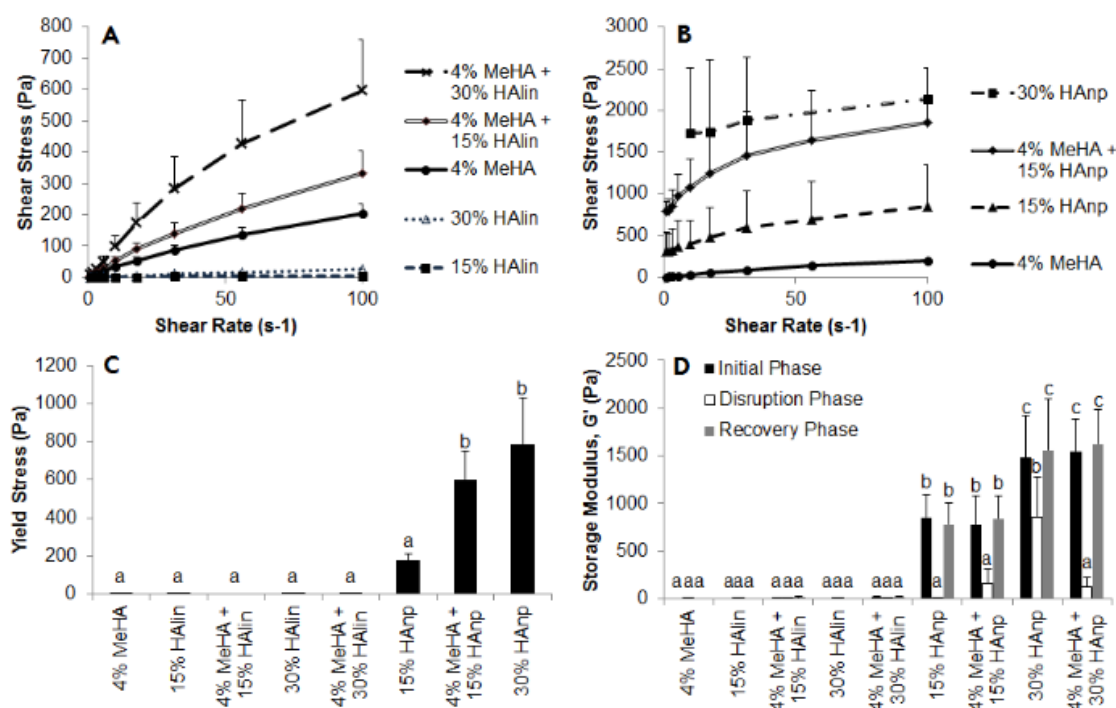 A
800
700
600
500
400
300
200
100
0
Shear Stress (Pa)
0
50
100
Shear Rate (s-1)
4% MeHA +
30% HAlin
4% MeHA +
15% HAlin
4% MeHA
30% HAlin
15% HAlin
B
3000
2500
2000
1500
1000
500
0
Shear Stress (Pa)
0
50
100
Shear Rate (s-1)
30% HAnp
4% MeHA +
15% HAnp
15% HAnp
4% MeHA
C
1200
1000
800
600
400
200
0
Yield Stress (Pa)
a
a
a
a
a
a
b
b
4% MeHA
15% HAlin
4% MeHA +
15% HAlin
30% HAlin
4% MeHA +
30% HAlin
15% HAnp
4% MeHA +
15% HAnp
30% HAnp
D
2500
2000
1500
1000
500
0
Storage Modulus, G' (Pa)
Initial Phase
Disruption Phase
Recovery Phase
aaa
aaa
aaa
aaa
aaa
b
a
b
b
a
b
c
b
c
c
a
c
4% MeHA
15% HAlin
4% MeHA +
15% HAlin
30% HAlin
4% MeHA +
30% HAlin
15% HAnp
4% MeHA +
15% HAnp
30% HAnp
4% MeHA +
30% HAnp